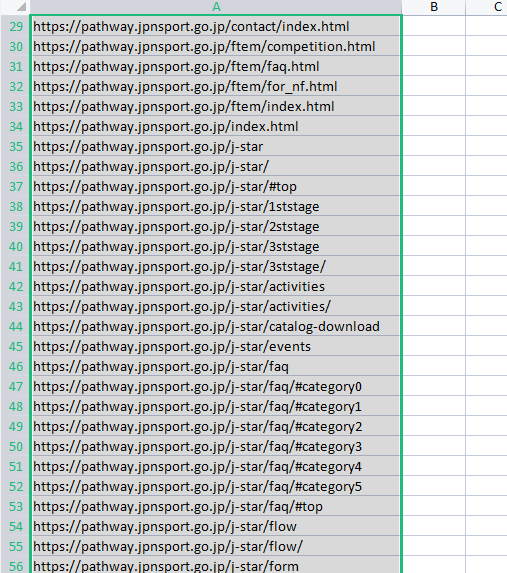 A B C
29 https://pathway.jpnsport.go.jp/contact/index.html
30 https://pathway.jpnsport.go.jp/ftem/competition.html
31 https://pathway.jpnsport.go.jp/ftem/faq.html
32 https://pathway.jpnsport.go.jp/ftem/for_nf.html
33 https://pathway.jpnsport.go.jp/ftem/index.html
34 https://pathway.jpnsport.go.jp/index.html
35 https://pathway.jpnsport.go.jp/j-star
36 https://pathway.jpnsport.go.jp/j-star/
37 https://pathway.jpnsport.go.jp/j-star/#top
38 https://pathway.jpnsport.go.jp/j-star/1ststage
39 https://pathway.jpnsport.go.jp/j-star/2ststage
40 https://pathway.jpnsport.go.jp/j-star/3ststage
41 https://pathway.jpnsport.go.jp/j-star/3ststage/
42 https://pathway.jpnsport.go.jp/j-star/activities
43 https://pathway.jpnsport.go.jp/j-star/activities/
44 https://pathway.jpnsport.go.jp/j-star/catalog-download
45 https://pathway.jpnsport.go.jp/j-star/events
46 https://pathway.jpnsport.go.jp/j-star/faq
47 https://pathway.jpnsport.go.jp/j-star/faq/#category0
48 https://pathway.jpnsport.go.jp/j-star/faq/#category1
49 https://pathway.jpnsport.go.jp/j-star/faq/#category2
50 https://pathway.jpnsport.go.jp/j-star/faq/#category3
51 https://pathway.jpnsport.go.jp/j-star/faq/#category4
52 https://pathway.jpnsport.go.jp/j-star/faq/#category5
53 https://pathway.jpnsport.go.jp/j-star/faq/#top
54 https://pathway.jpnsport.go.jp/j-star/flow
55 https://pathway.jpnsport.go.jp/j-star/flow/
56 https://pathway.jpnsport.go.jp/j-star/form